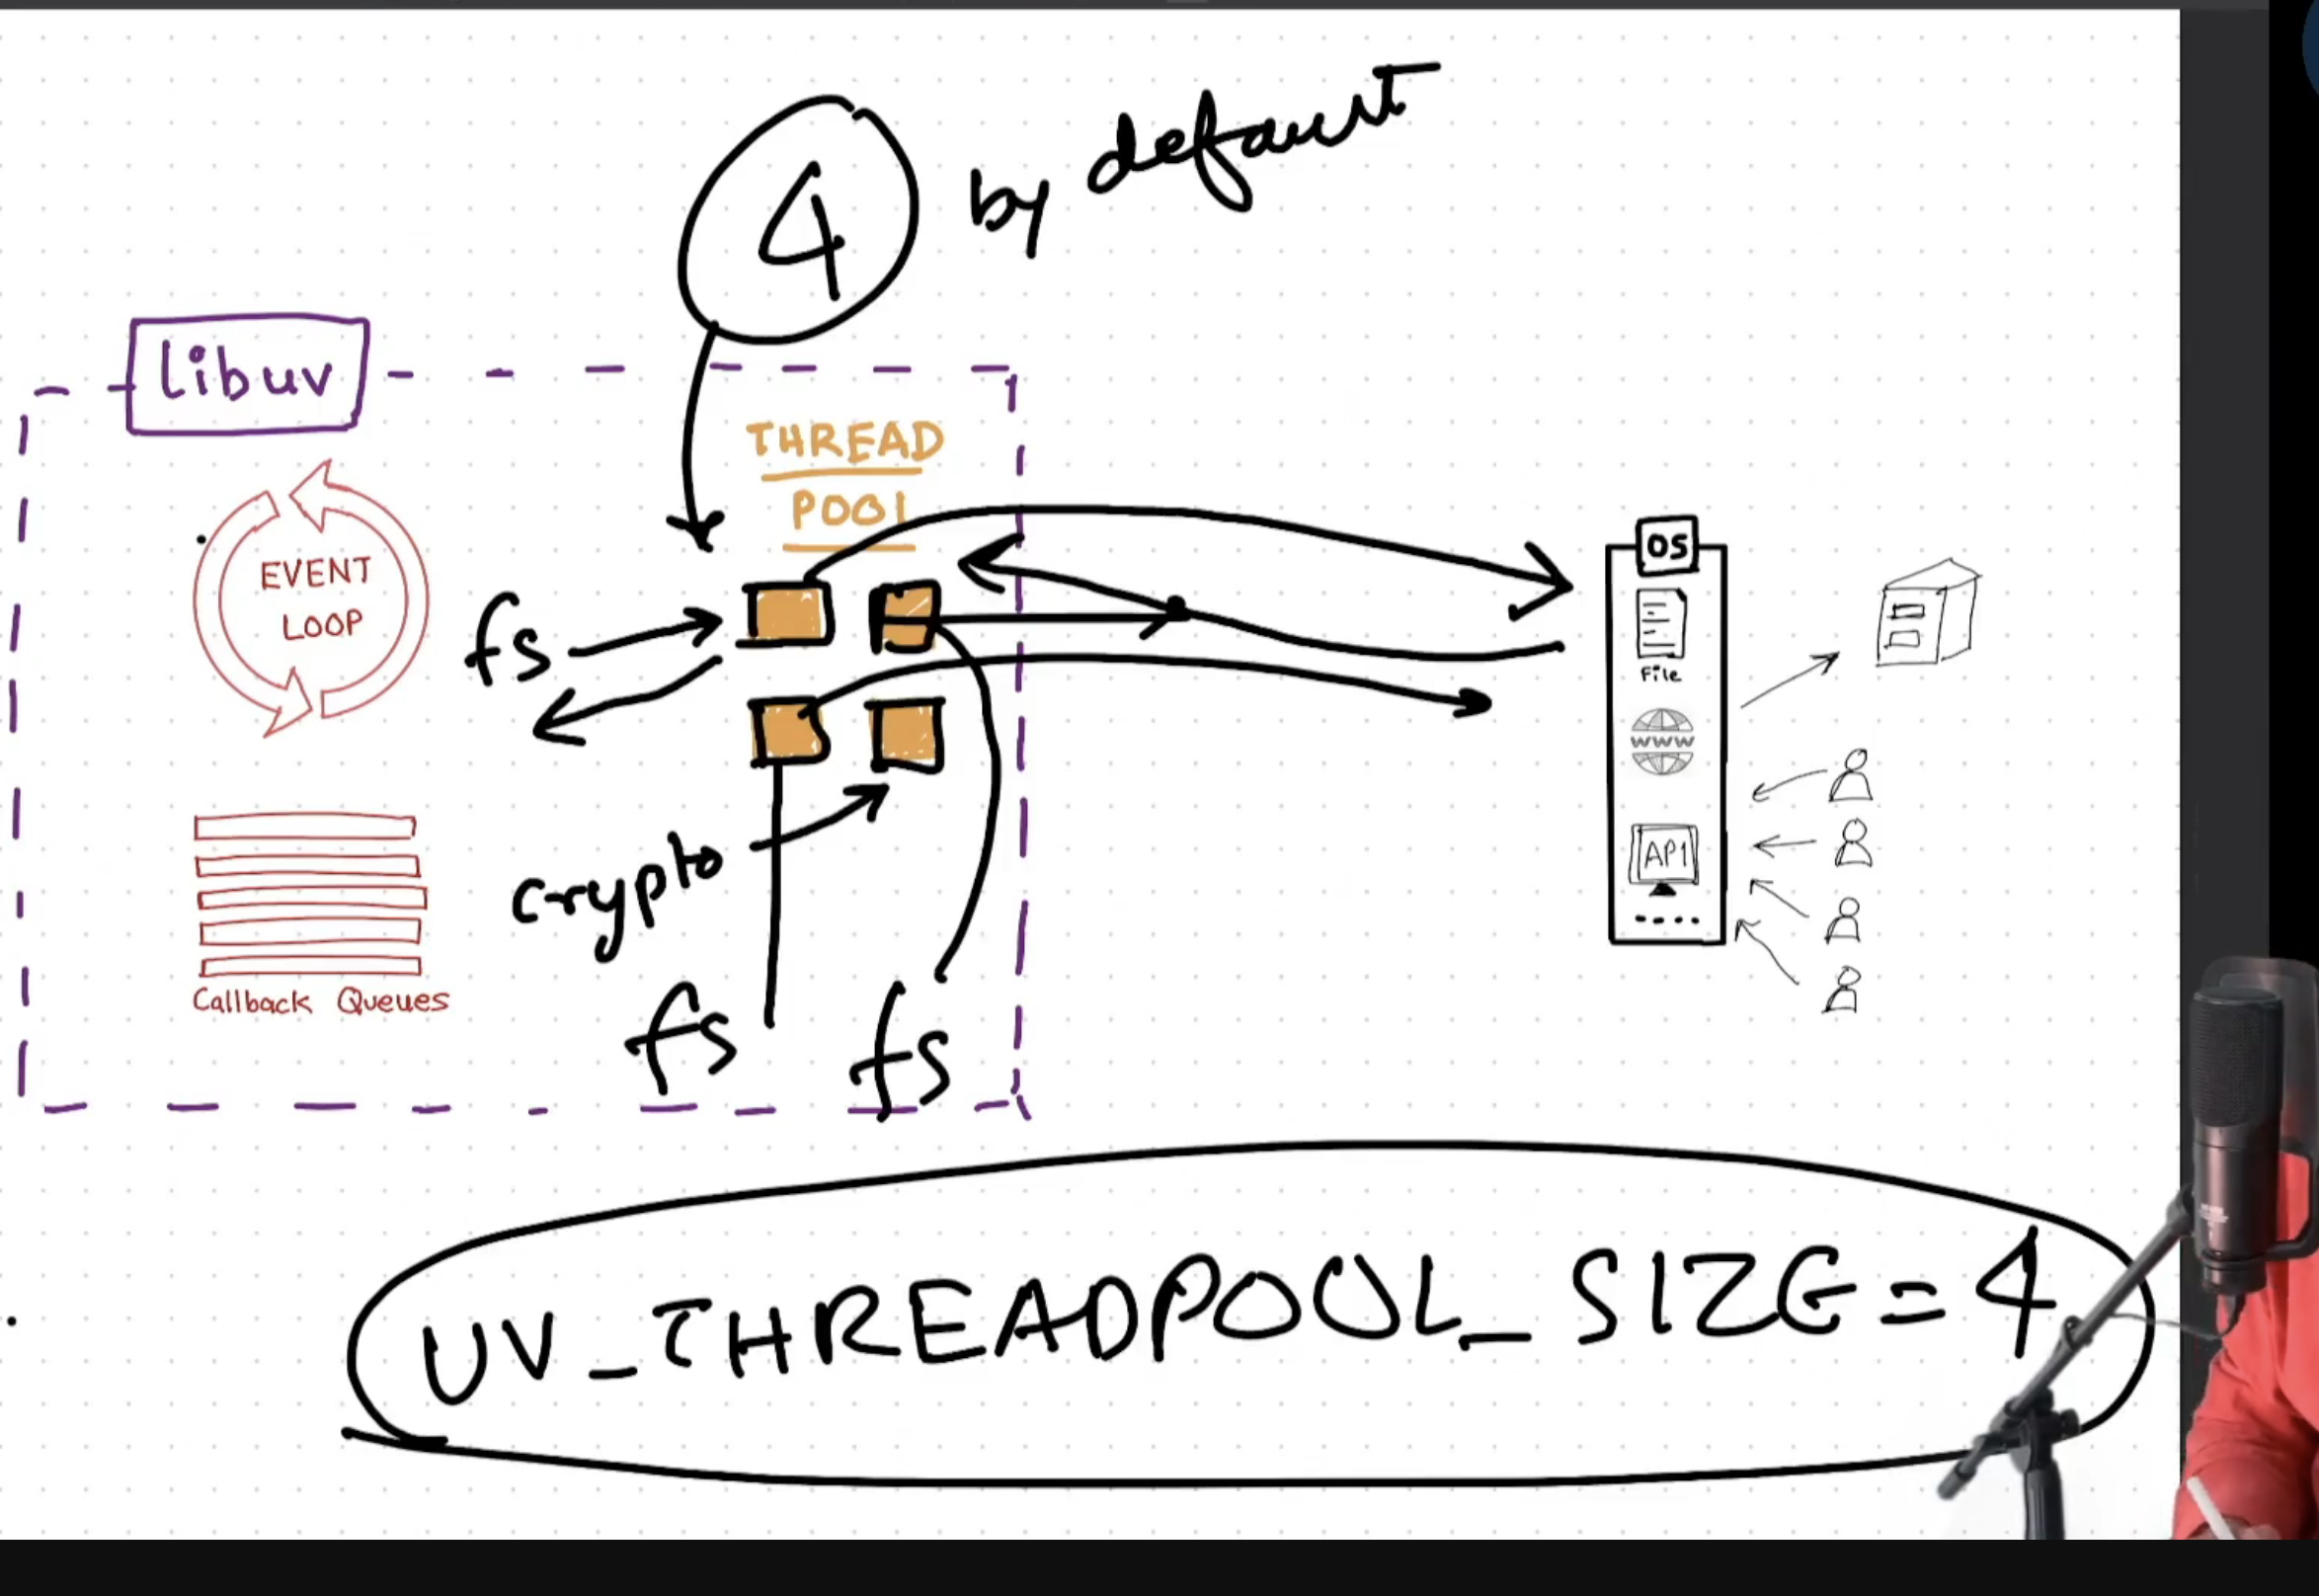 4 by default
libuv
THREAD
POOL
OS
EVENT
LOOP
fs
File
www
API
crypto
Callback Queues
fs
fs
UV_THREADPOOL_SIZE=4